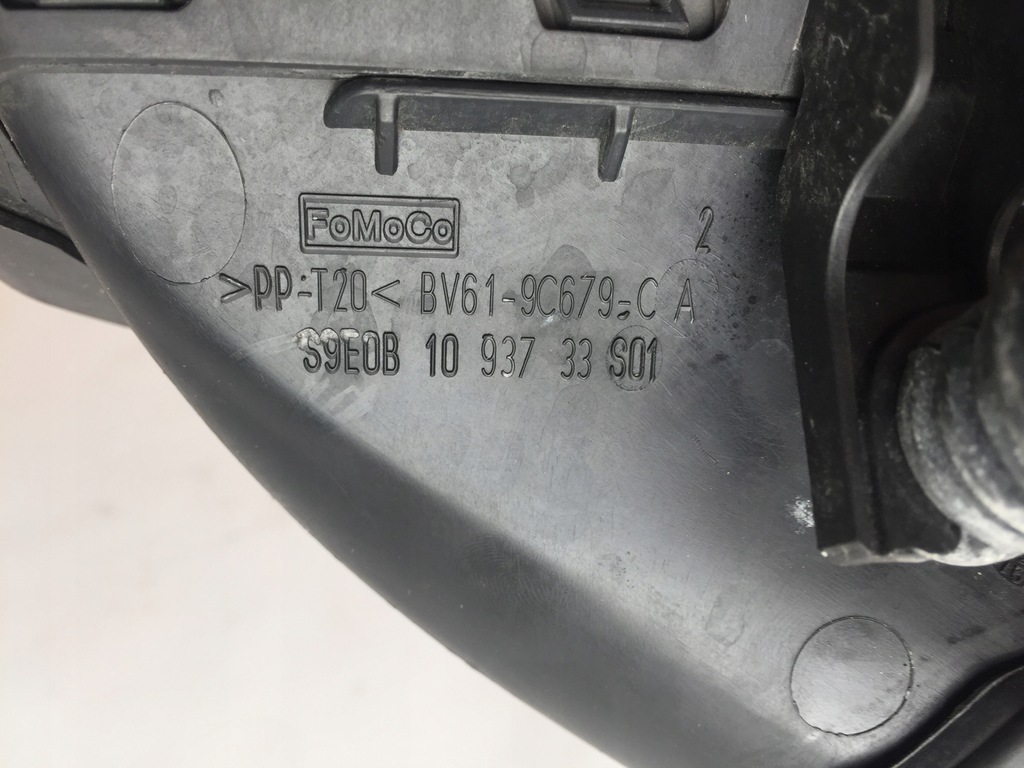 FoMoCo
2
>PP-T20< BV61-9C679-C A
S9E0B 10 937 33 S01